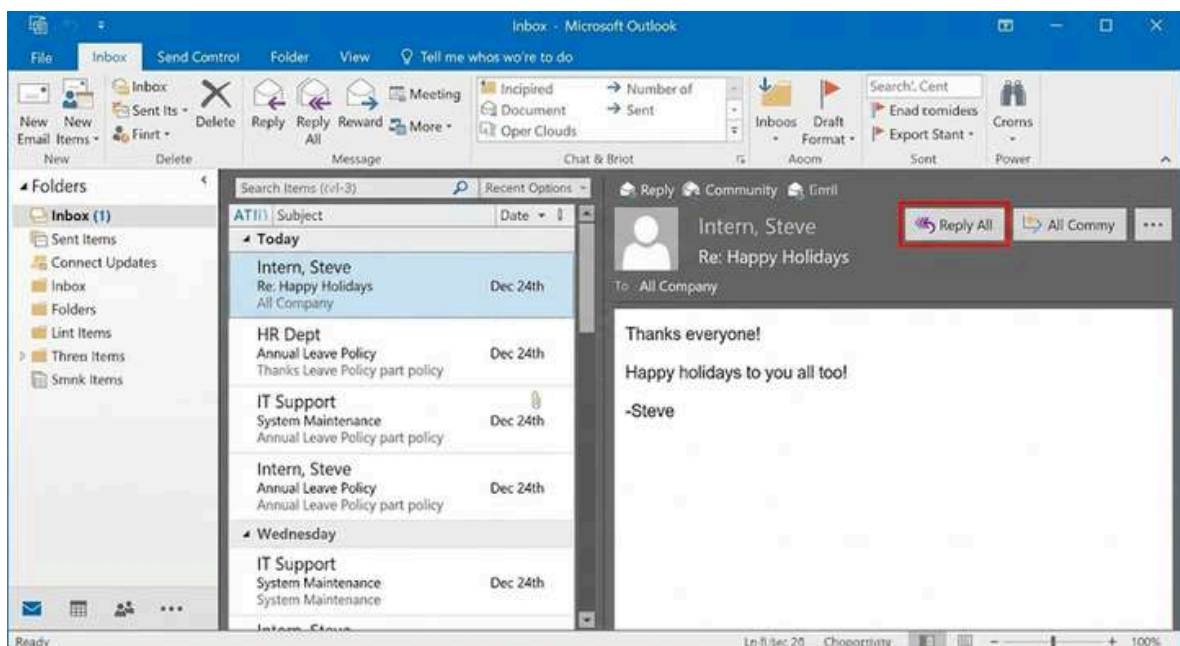 Inbox - Microsoft Outlook
File Inbox Send Comtrol Folder View Tell me whos wo're to do
New Email
New Items
Inbox
Sent Its
Finrt
Delete
Reply
Reply All
Reward
Meeting
More
Incipired
Document
Oper Clouds
Number of
Sent
Inboos
Draft Format
Search'. Cent
Enad comideis
Export Stant
Croms
New Delete Message Chat & Briot Aoom Sont Power
Folders
Inbox (1)
Sent Items
Connect Updates
Inbox
Folders
Lint Items
Thren Items
Smnk Items
Search Items Recent Options
Subject Date
Today
Intern, Steve
Re: Happy Holidays Dec 24th
All Company
HR Dept
Annual Leave Policy Dec 24th
Thanks Leave Policy part policy
IT Support
System Maintenance Dec 24th
Annual Leave Policy part policy
Intern, Steve
Annual Leave Policy Dec 24th
Annual Leave Policy part policy
Wednesday
IT Support
System Maintenance Dec 24th
System Maintenance
Intern, Steve
Reply Community
Intern, Steve
Re: Happy Holidays
Reply All All Commy
To All Company
Thanks everyone!
Happy holidays to you all too!
-Steve
Ready 100%